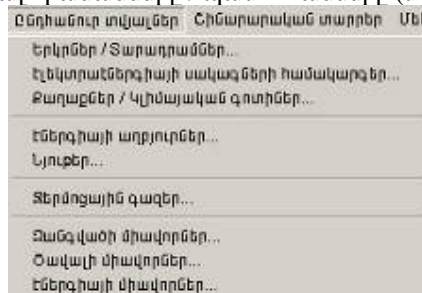 Ընդհանուր տվյալներ Շինարարական տարրեր
Երկրներ / Տարադրամներ...
Էլեկտրաէներգիայի սակագների համակարգեր...
Քաղաքներ / Կլիմայական գոտիներ...
Էներգիայի աղբյուրներ...
Նյութեր...
Ջերմոցային գազեր...
Զանգվածի միավորներ...
Ծավալի միավորներ...
Էներգիայի միավորներ...